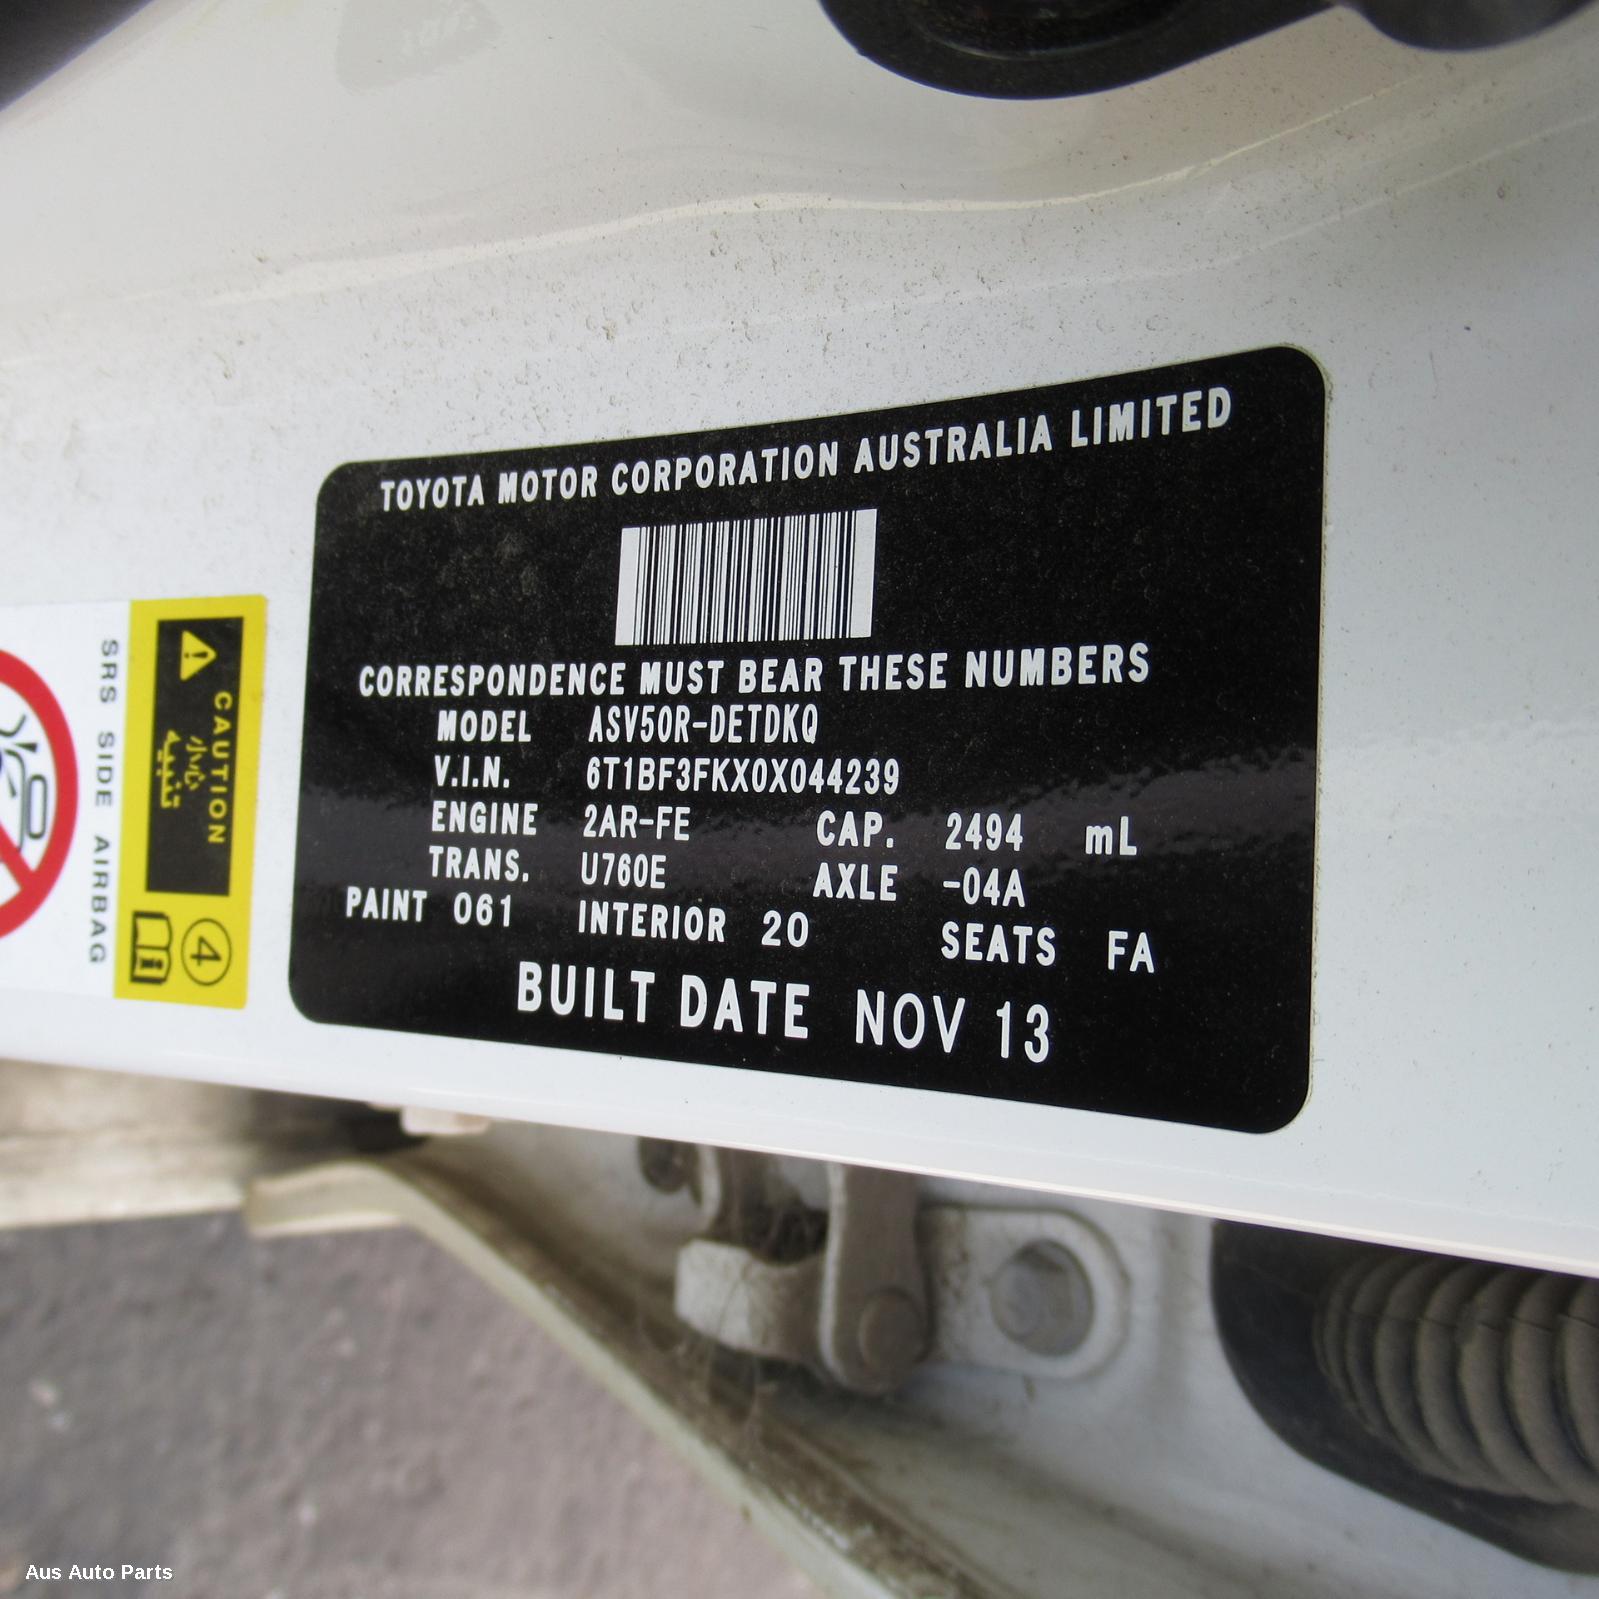 TOYOTA MOTOR CORPORATION AUSTRALIA LIMITED
CORRESPONDENCE MUST BEAR THESE NUMBERS
MODEL ASV50R-DETDKQ
V.I.N. 6T1BF3FKX0X044239
ENGINE 2AR-FE CAP. 2494 mL
TRANS. U760E AXLE -04A
PAINT 061 INTERIOR 20 SEATS FA
BUILT DATE NOV 13
CAUTION
小心
تنبيه
4
SRS SIDE AIRBAG
Aus Auto Parts